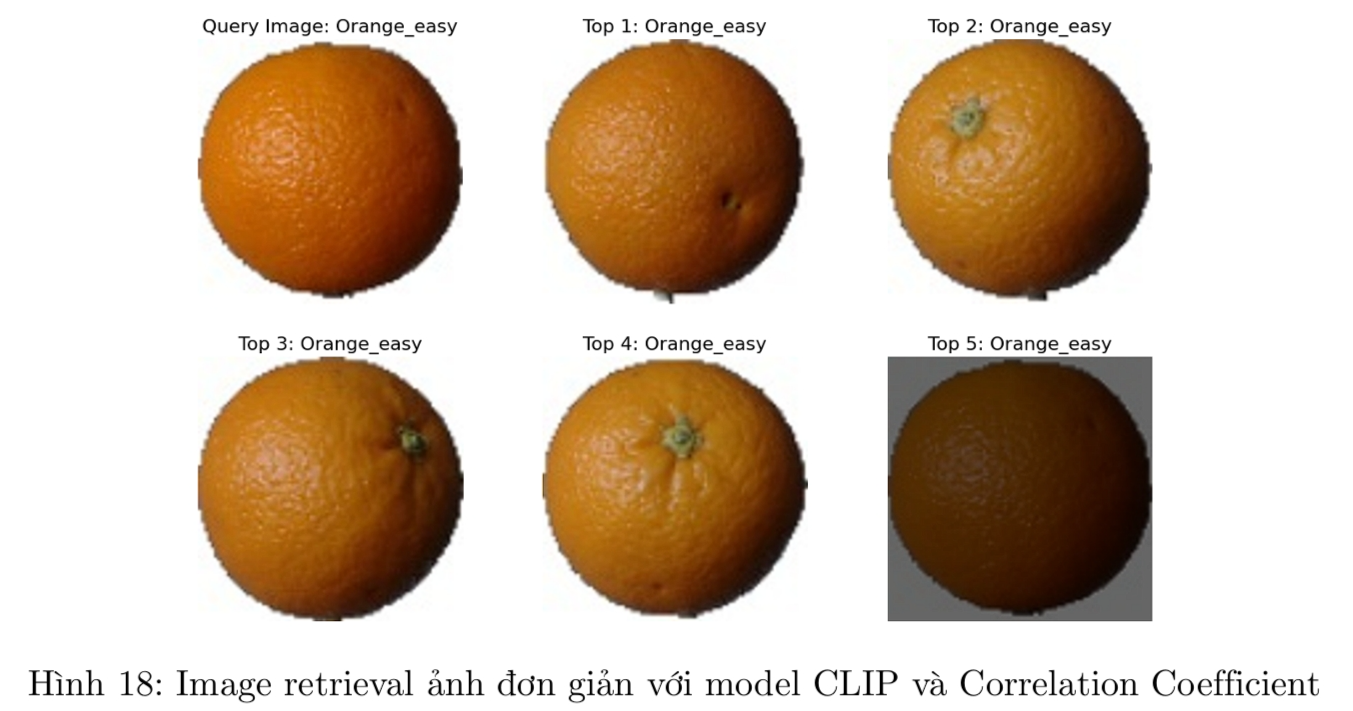 Query Image: Orange_easy
Top 1: Orange_easy
Top 2: Orange_easy
Top 3: Orange_easy
Top 4: Orange_easy
Top 5: Orange_easy
Hình 18: Image retrieval ảnh đơn giản với model CLIP và Correlation Coefficient